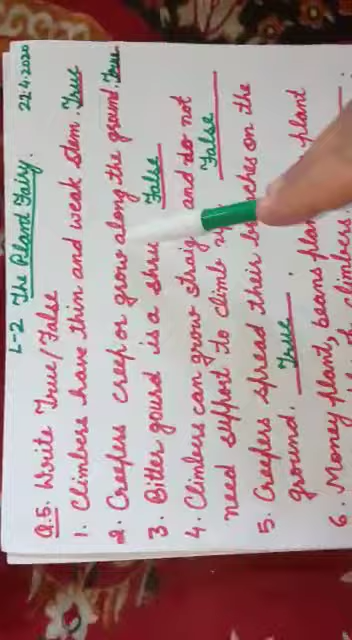 L-2 The Plant Fairy. 22.4.2020
Q.5. Write True/False
1. Climbers have thin and weak stem. True
2. Creepers creep or grow along the ground. True
3. Bitter gourd is a False
4. Climbers can grow and do not
need support to climb False
5. Creepers spread their on the
ground. True.
6. Money plant, beans plant
climbers.